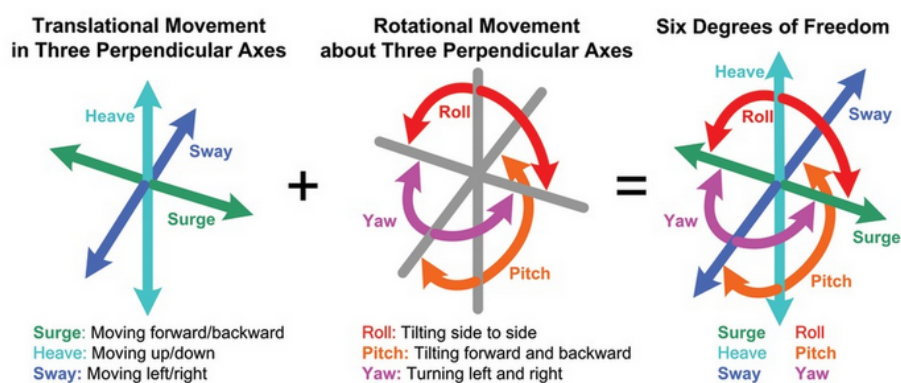 Translational Movement
in Three Perpendicular Axes
Heave
Sway
Surge
Surge: Moving forward/backward
Heave: Moving up/down
Sway: Moving left/right
+
Rotational Movement
about Three Perpendicular Axes
Roll
Yaw
Pitch
Roll: Tilting side to side
Pitch: Tilting forward and backward
Yaw: Turning left and right
=
Six Degrees of Freedom
Heave
Roll
Sway
Yaw
Surge
Pitch
Surge Roll
Heave Pitch
Sway Yaw